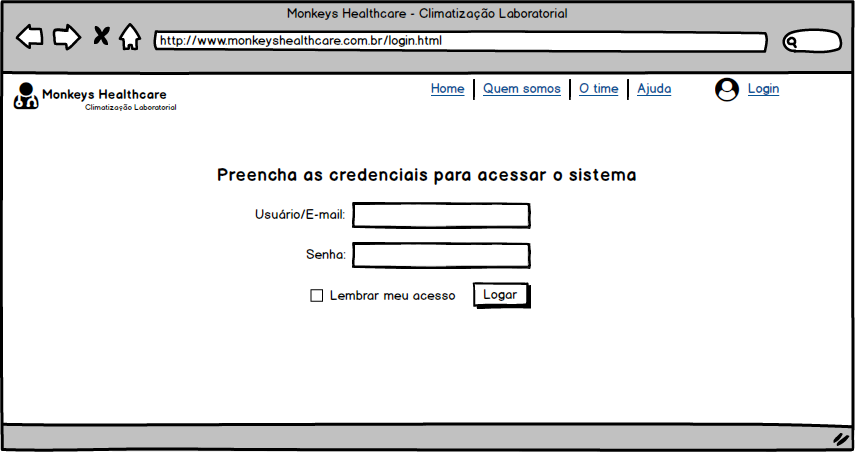 Monkeys Healthcare - Climatização Laboratorial
http://www.monkeyshealthcare.com.br/login.html
Monkeys Healthcare
Climatização Laboratorial
Home Quem somos O time Ajuda Login
Preencha as credenciais para acessar o sistema
Usuário/E-mail:
Senha:
Lembrar meu acesso Logar